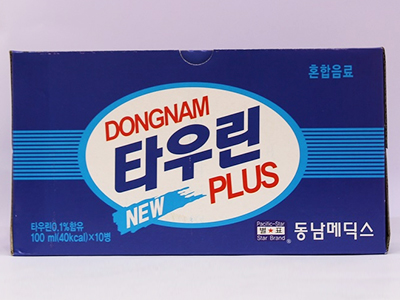 혼합음료
DONGNAM
타우린
NEW PLUS
타우린0.1%함유
100 ml(40kcal)×10병
Pacific-Star
별★표
Star Brand
®
동남메딕스